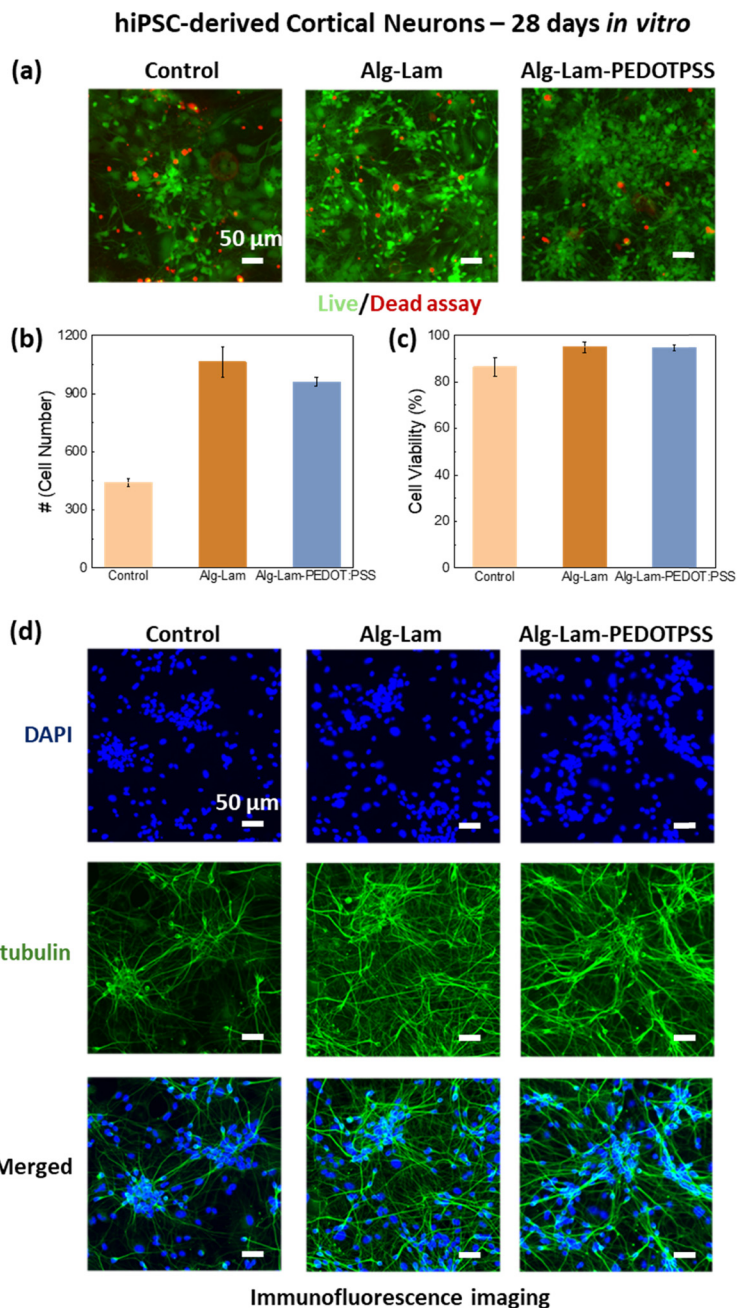 hiPSC-derived Cortical Neurons – 28 days in vitro
(a)
Control
Alg-Lam
Alg-Lam-PEDOTPSS
50 µm
Live/Dead assay
(b)
# (Cell Number)
1200
900
600
300
0
Control
Alg-Lam
Alg-Lam-PEDOT:PSS
(c)
Cell Viability (%)
100
80
60
40
20
0
Control
Alg-Lam
Alg-Lam-PEDOT:PSS
(d)
Control
Alg-Lam
Alg-Lam-PEDOTPSS
DAPI
50 µm
tubulin
Merged
Immunofluorescence imaging